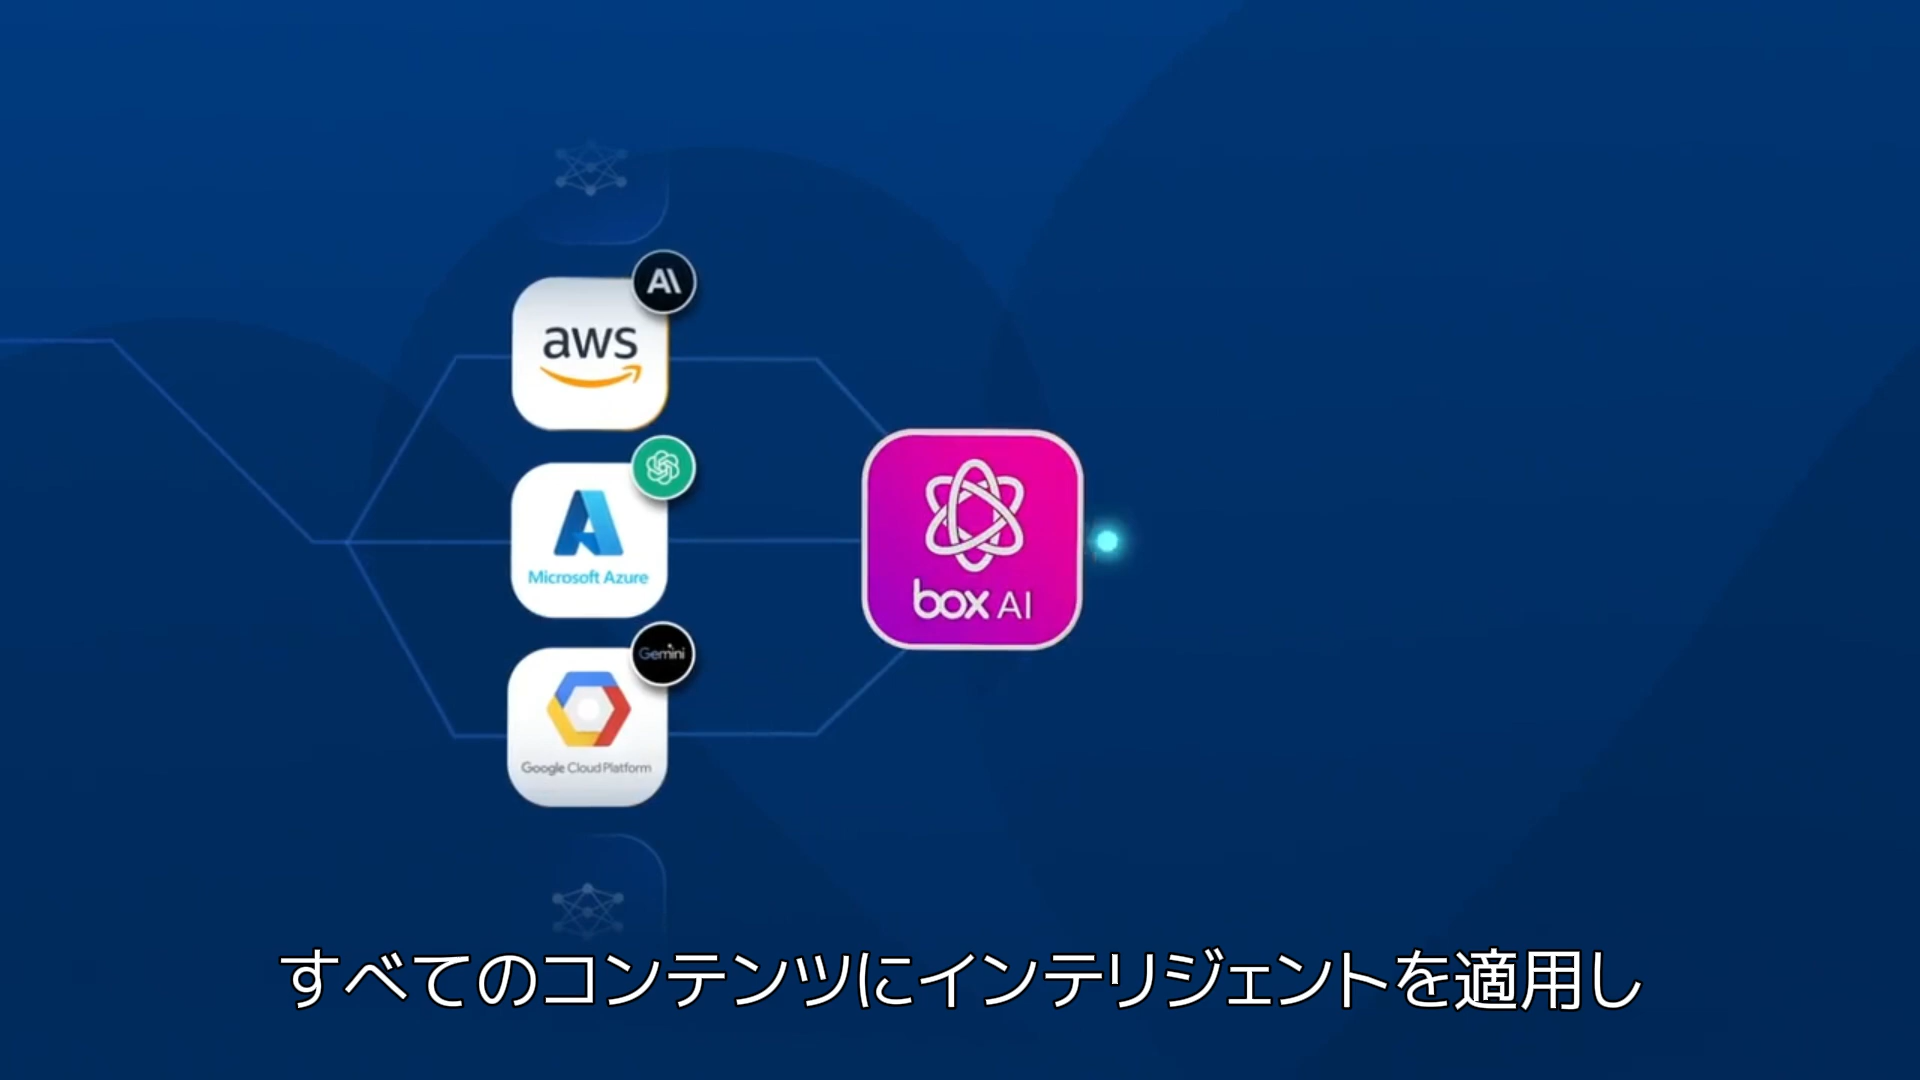 AI
aws
Microsoft Azure
Gemini
Google Cloud Platform
box AI
すべてのコンテンツにインテリジェントを適用し